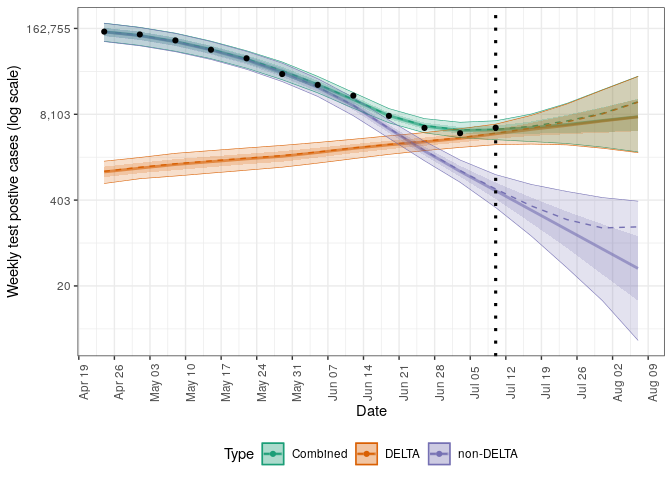 Weekly test postive cases (log scale)
162,755
8,103
403
20
Apr 19
Apr 26
May 03
May 10
May 17
May 24
May 31
Jun 07
Jun 14
Jun 21
Jun 28
Jul 05
Jul 12
Jul 19
Jul 26
Aug 02
Aug 09
Date
Type Combined DELTA non-DELTA